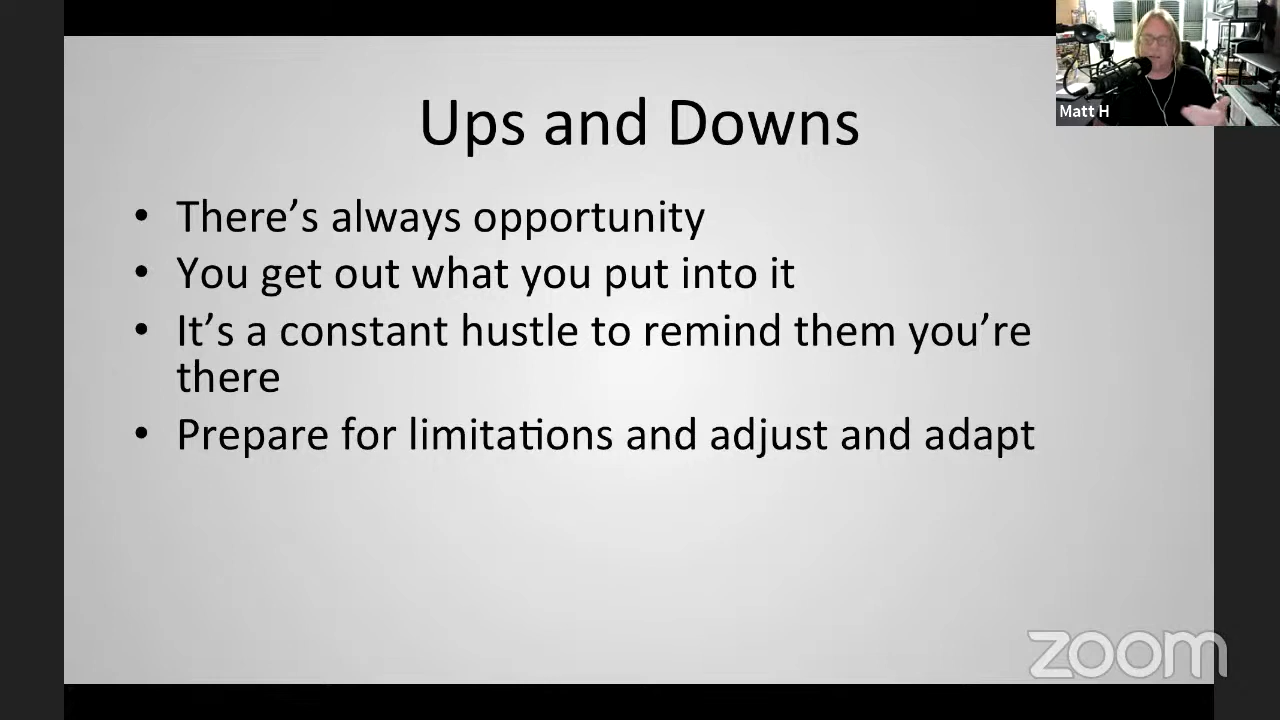 Matt H
Ups and Downs
• There’s always opportunity
• You get out what you put into it
• It’s a constant hustle to remind them you’re
there
• Prepare for limitations and adjust and adapt
zoom